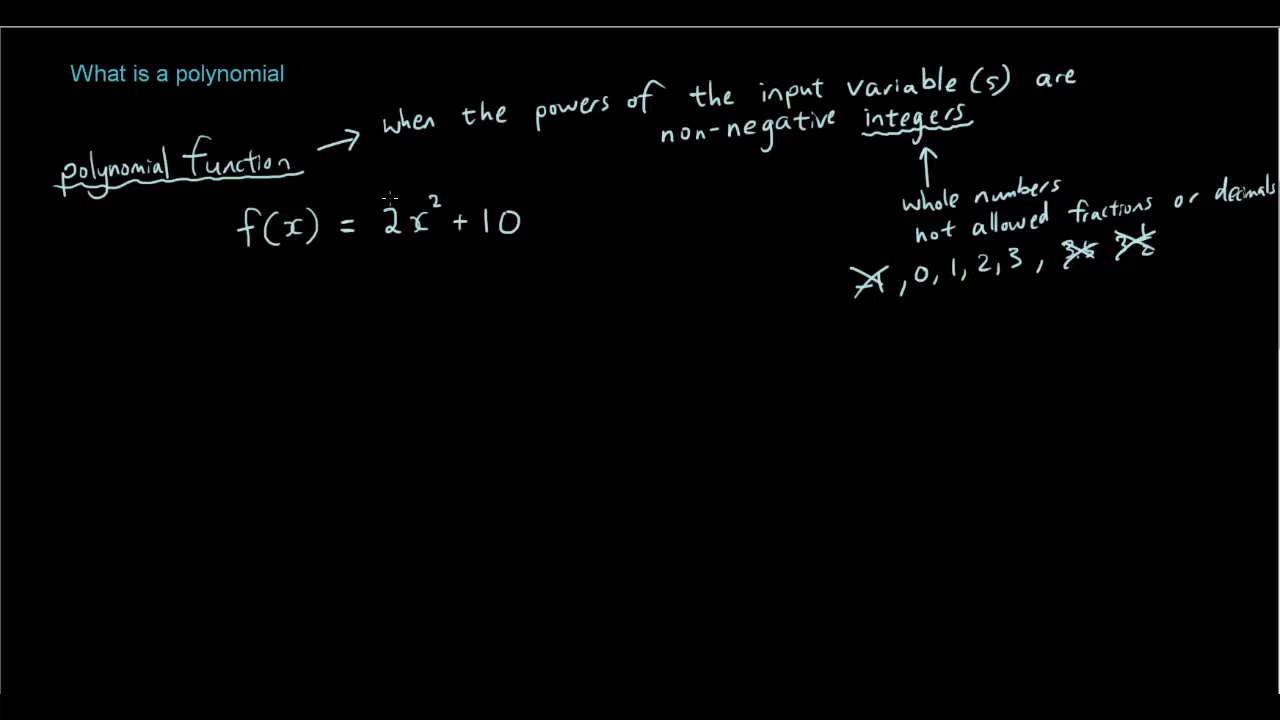 What is a polynomial
polynomial function → when the powers of the input variable(s) are
non-negative integers
whole numbers
not allowed fractions or decimals
f(x) = 2x² + 10
, 0, 1, 2, 3,